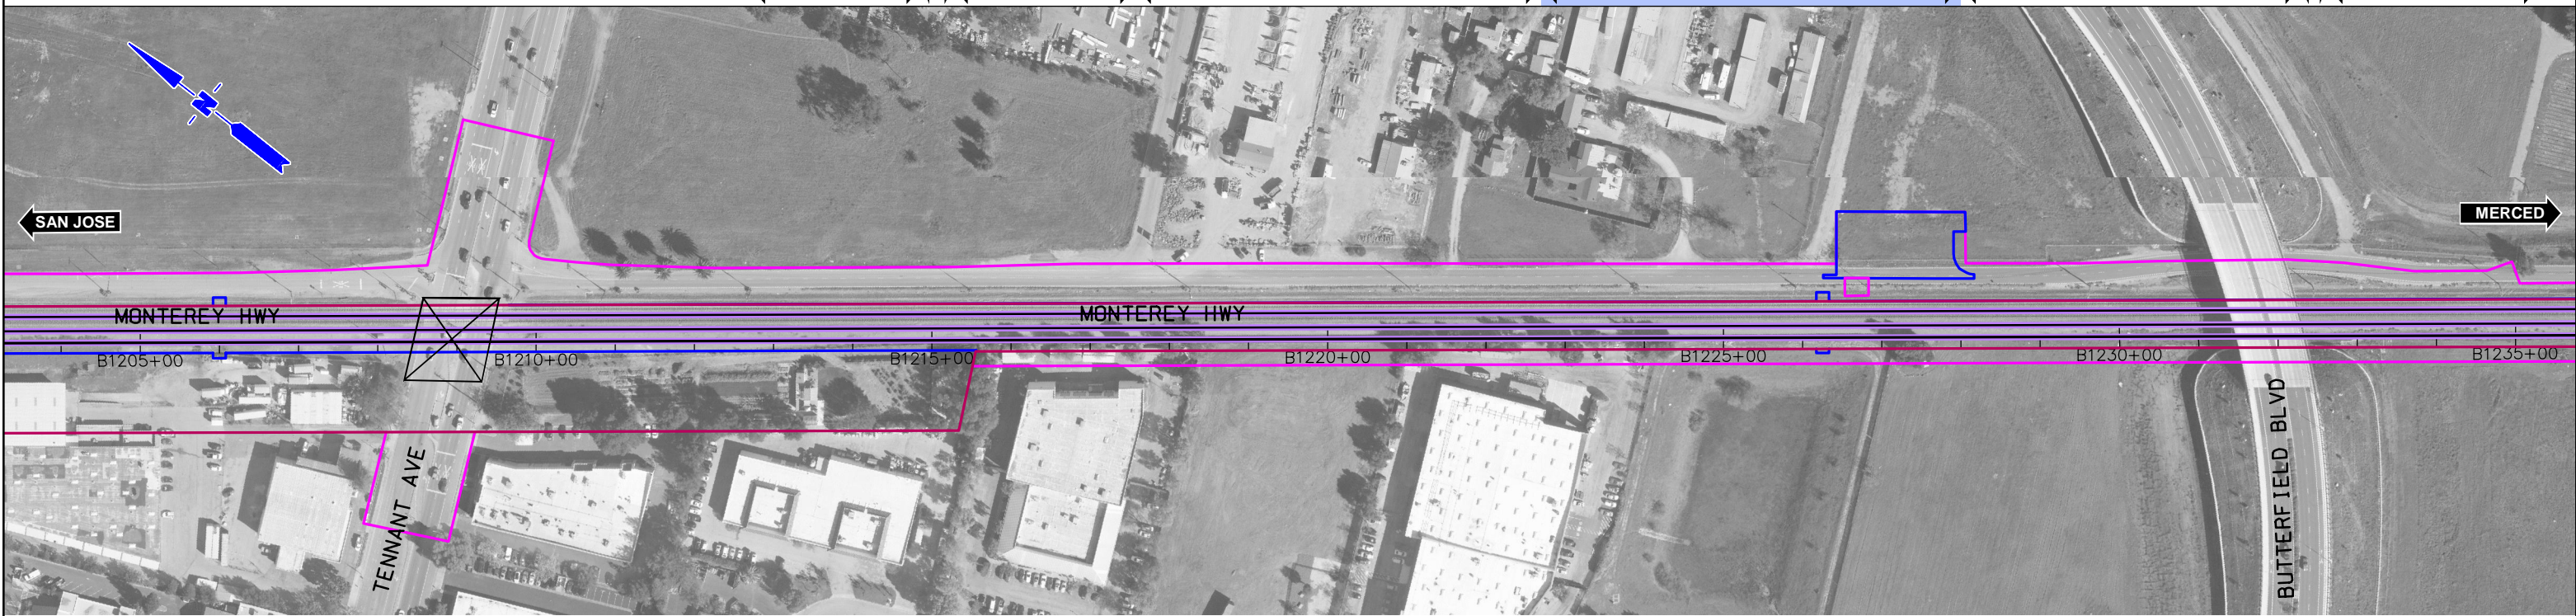 N
SAN JOSE
MERCED
MONTEREY HWY
MONTEREY HWY
B1205+00
B1210+00
B1215+00
B1220+00
B1225+00
B1230+00
B1235+00
TENNANT AVE
BUTTERFIELD BLVD